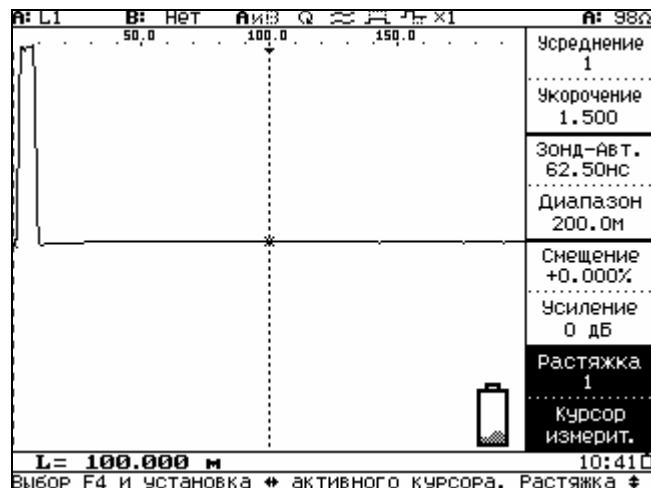 A: L1 B: Нет АиВ Q ×1 A: 98Ω
50.0 100.0 150.0
Усреднение
1
Укорочение
1.500
Зонд-Авт.
62.50нс
Диапазон
200.0м
Смещение
+0.000%
Усиление
0 дБ
Растяжка
1
Курсор
измерит.
L= 100.000 м 10:41
Выбор F4 и установка ↔ активного курсора. Растяжка ↕